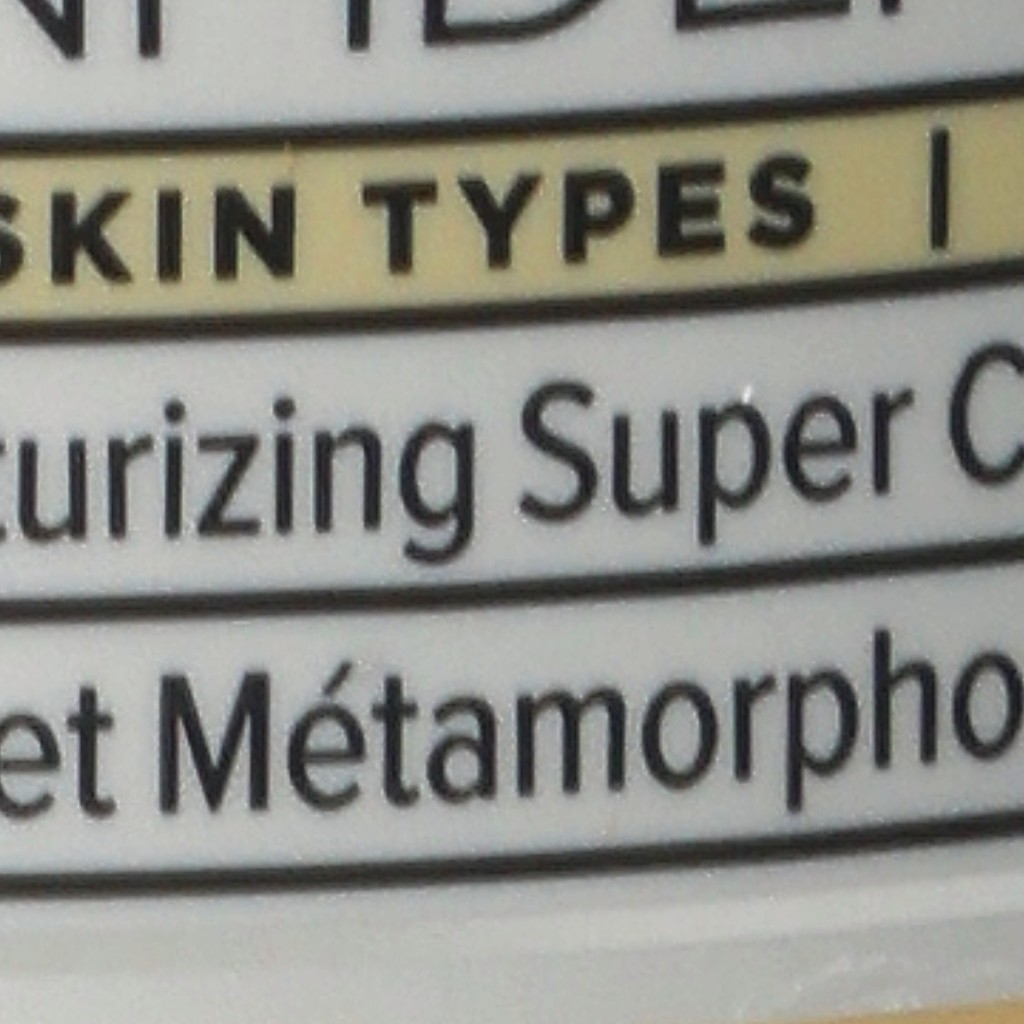 SKIN TYPES |
turizing Super C
et Métamorpho